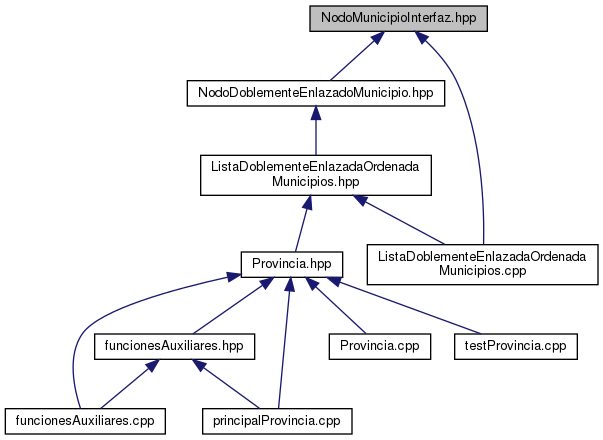 NodoMunicipioInterfaz.hpp
NodoDoblementeEnlazadoMunicipio.hpp
ListaDoblementeEnlazadaOrdenada
Municipios.hpp
Provincia.hpp
ListaDoblementeEnlazadaOrdenada
Municipios.cpp
funcionesAuxiliares.hpp
Provincia.cpp
testProvincia.cpp
funcionesAuxiliares.cpp
principalProvincia.cpp